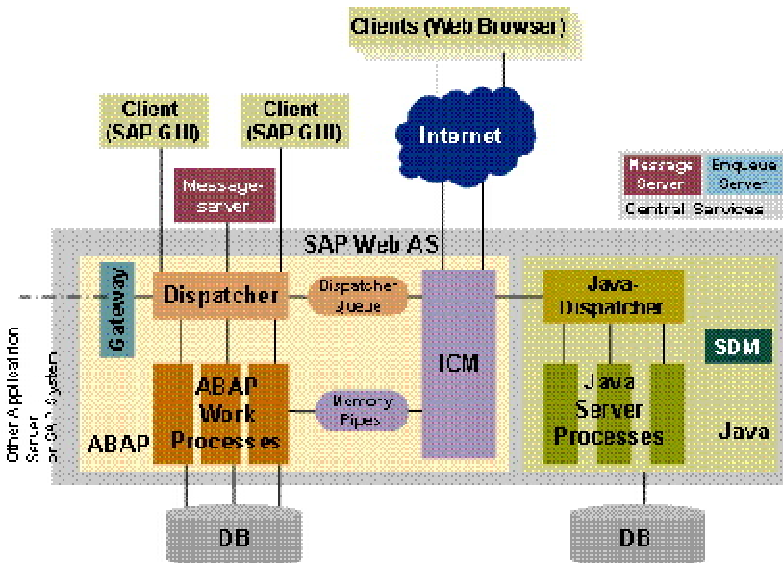 Clients (Web Browser)
Client
(SAP GUI)
Client
(SAP GUI)
Internet
Message-
server
Message
Server
Enqueue
Server
Central Services
SAP Web AS
Gateway
Dispatcher
Dispatcher
Queue
ICM
Java-
Dispatcher
SDM
ABAP
Work
Processes
Memory
Pipes
Java
Server
Processes
ABAP
Java
Other Application
Server
or SAP System
DB
DB